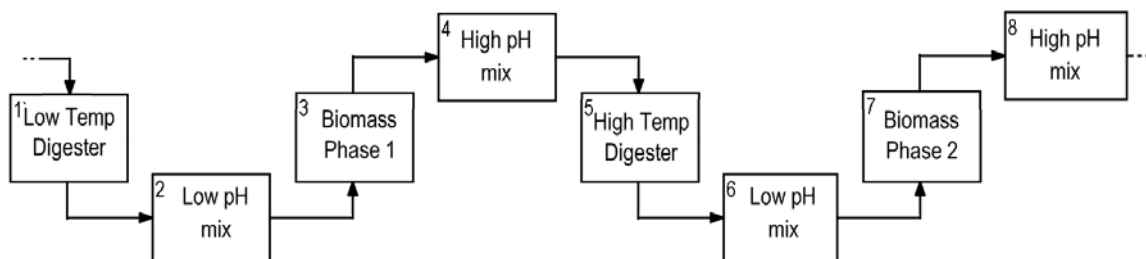 1 Low Temp
Digester
2 Low pH
mix
3 Biomass
Phase 1
4 High pH
mix
5 High Temp
Digester
6 Low pH
mix
7 Biomass
Phase 2
8 High pH
mix